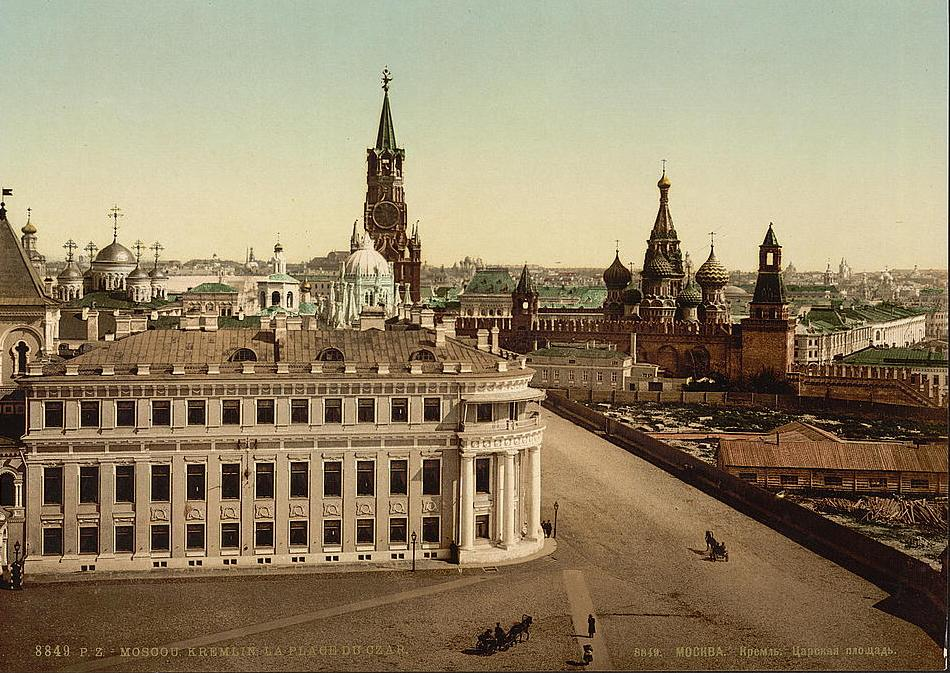 8849 P. Z - MOSCOU. KREMLIN. LA PLACE DU CZAR.
8849. МОСКВА. Кремль. Царская площадь.